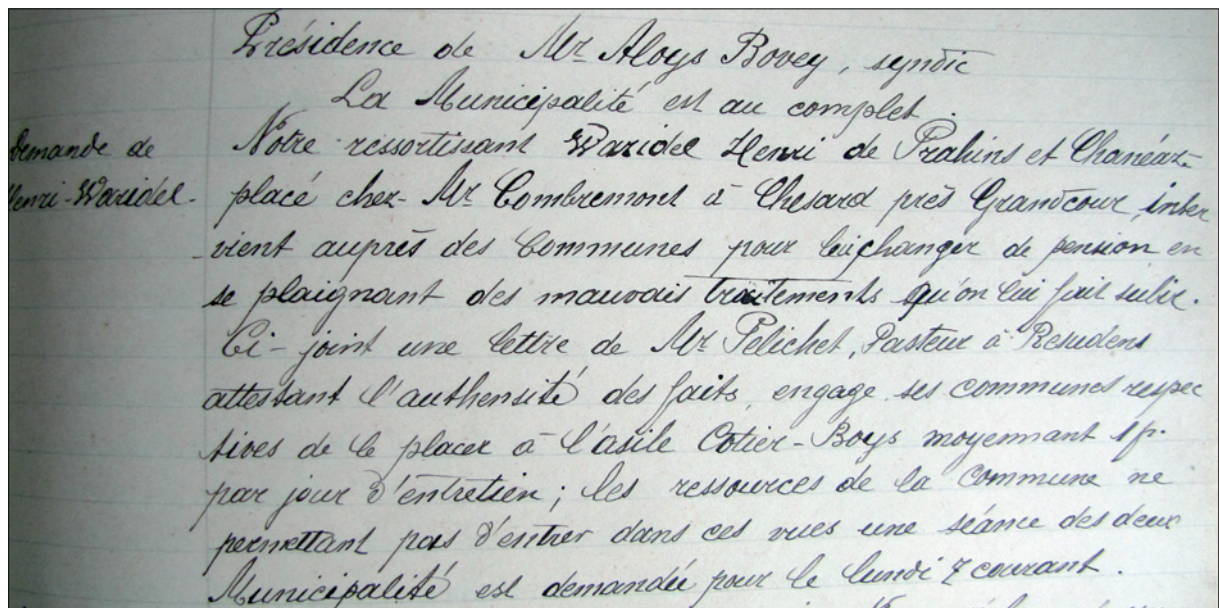 Présidence de Mr Aloys Bovey, syndic
La Municipalité est au complet.
Demande de
Henri-Waridel-
Notre ressortissant Waridel Henri de Prahins et Chanéaz-
placé chez- Mr Combremont à Chesard près Grandcour, inter
-vient auprès des Communes pour lui changer de pension en
se plaignant des mauvais traitements qu'on lui fait subir.
Ci-joint une lettre de Mr Pelichet, Pasteur à Ressudens
attestant l'authensité des faits, engage ses communes respec
tives de le placer à l'asile Cotier-Boys moyennant 1 fr.
par jour d'entretien; les ressources de la Commune ne
permettant pas d'entrer dans ces vues une séance des deux
Municipalité est demandée pour le lundi 7 courant.